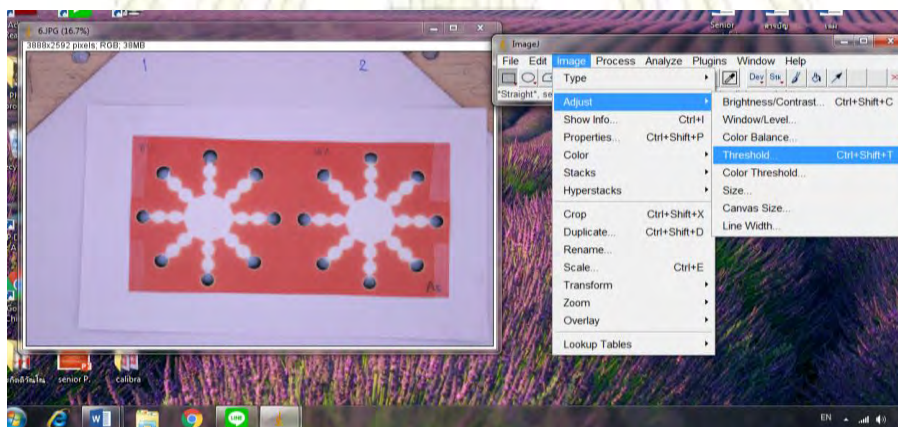 Senior
6.JPG (16.7%)
3888x2592 pixels; RGB; 38MB
1
2
ImageJ
File Edit Image Process Analyze Plugins Window Help
Dev Stk
*Straight*, se
Type
Adjust
Show Info... Ctrl+I
Properties... Ctrl+Shift+P
Color
Stacks
Hyperstacks
Crop Ctrl+Shift+X
Duplicate... Ctrl+Shift+D
Rename...
Scale... Ctrl+E
Transform
Zoom
Overlay
Lookup Tables
Brightness/Contrast... Ctrl+Shift+C
Window/Level...
Color Balance...
Threshold... Ctrl+Shift+T
Color Threshold...
Size...
Canvas Size...
Line Width...
senior P.
calibra
LINE
EN